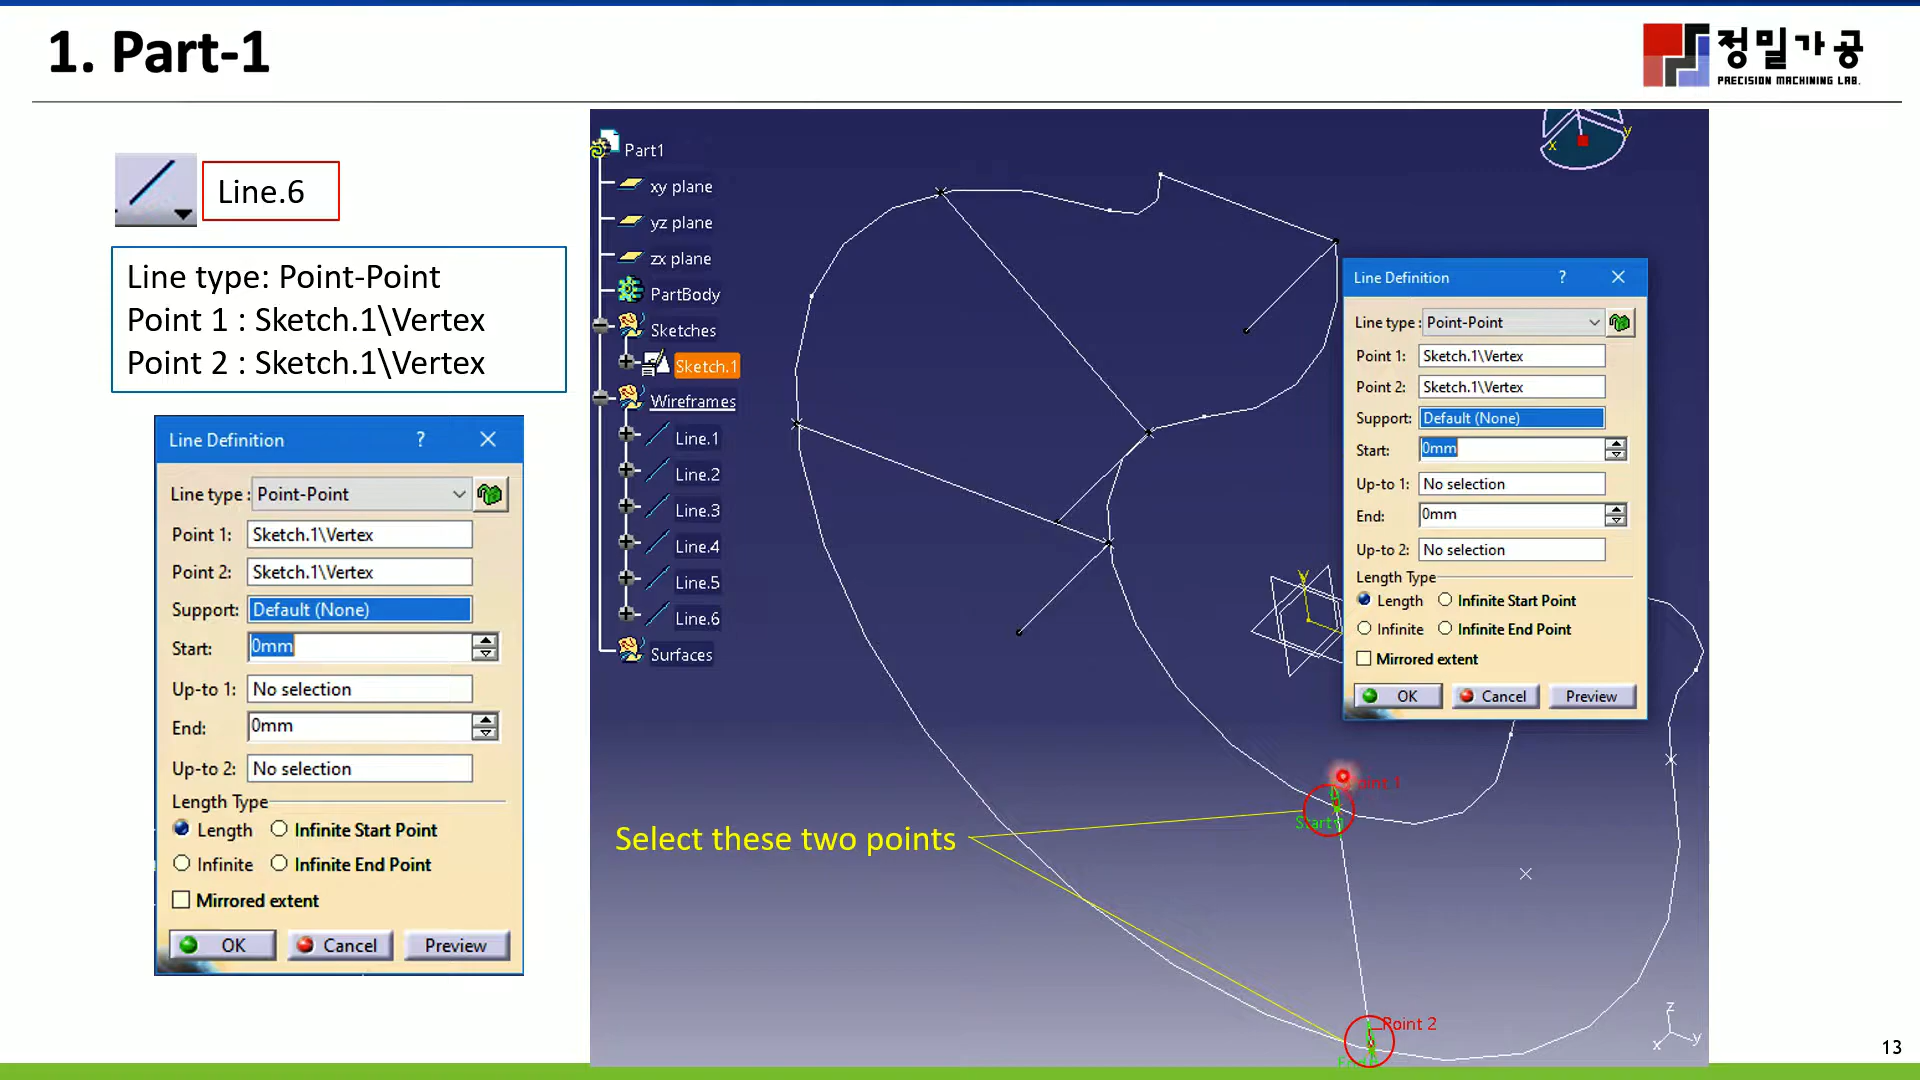 1. Part-1
정밀가공
PRECISION MACHINING LAB.
Line.6
Line type: Point-Point
Point 1 : Sketch.1\Vertex
Point 2 : Sketch.1\Vertex
Line Definition ? ×
Line type : Point-Point
Point 1: Sketch.1\Vertex
Point 2: Sketch.1\Vertex
Support: Default (None)
Start: 0mm
Up-to 1: No selection
End: 0mm
Up-to 2: No selection
Length Type
Length Infinite Start Point
Infinite Infinite End Point
Mirrored extent
OK Cancel Preview
Part1
xy plane
yz plane
zx plane
PartBody
Sketches
Sketch.1
Wireframes
Line.1
Line.2
Line.3
Line.4
Line.5
Line.6
Surfaces
x y
Line Definition ? ×
Line type : Point-Point
Point 1: Sketch.1\Vertex
Point 2: Sketch.1\Vertex
Support: Default (None)
Start: 0mm
Up-to 1: No selection
End: 0mm
Up-to 2: No selection
Length Type
Length Infinite Start Point
Infinite Infinite End Point
Mirrored extent
OK Cancel Preview
y
Point 1
Start
Select these two points
Point 2
End
z
x y
13